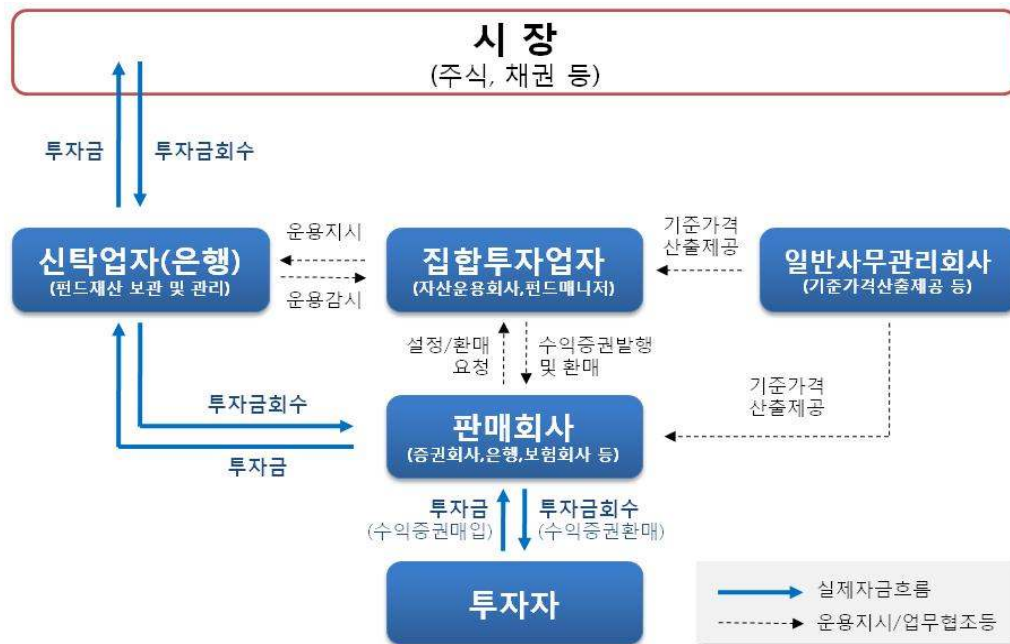 시 장
(주식, 채권 등)
투자금
투자금회수
신탁업자(은행)
(펀드재산 보관 및 관리)
운용지시
운용감시
집합투자업자
(자산운용회사,펀드매니저)
기준가격
산출제공
일반사무관리회사
(기준가격산출제공 등)
설정/환매
요청
수익증권발행
및 환매
기준가격
산출제공
투자금회수
투자금
판매회사
(증권회사,은행,보험회사 등)
투자금
(수익증권매입)
투자금회수
(수익증권환매)
투자자
실제자금흐름
운용지시/업무협조등